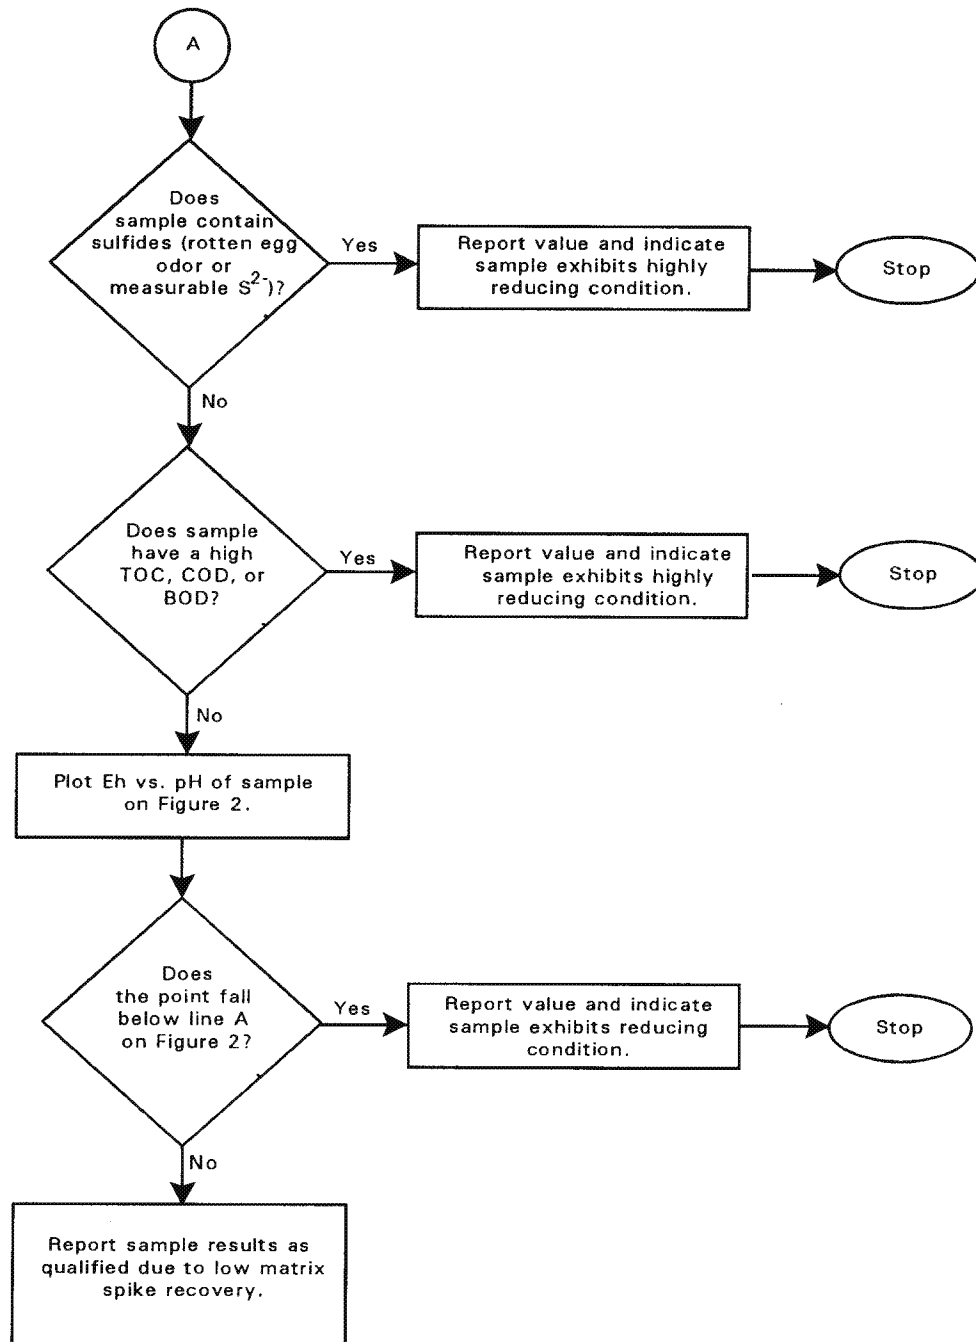 A
Does
sample contain
sulfides (rotten egg
odor or
measurable S²⁻)?
Yes
Report value and indicate
sample exhibits highly
reducing condition.
Stop
No
Does sample
have a high
TOC, COD, or
BOD?
Yes
Report value and indicate
sample exhibits highly
reducing condition.
Stop
No
Plot Eh vs. pH of sample
on Figure 2.
Does
the point fall
below line A
on Figure 2?
Yes
Report value and indicate
sample exhibits reducing
condition.
Stop
No
Report sample results as
qualified due to low matrix
spike recovery.